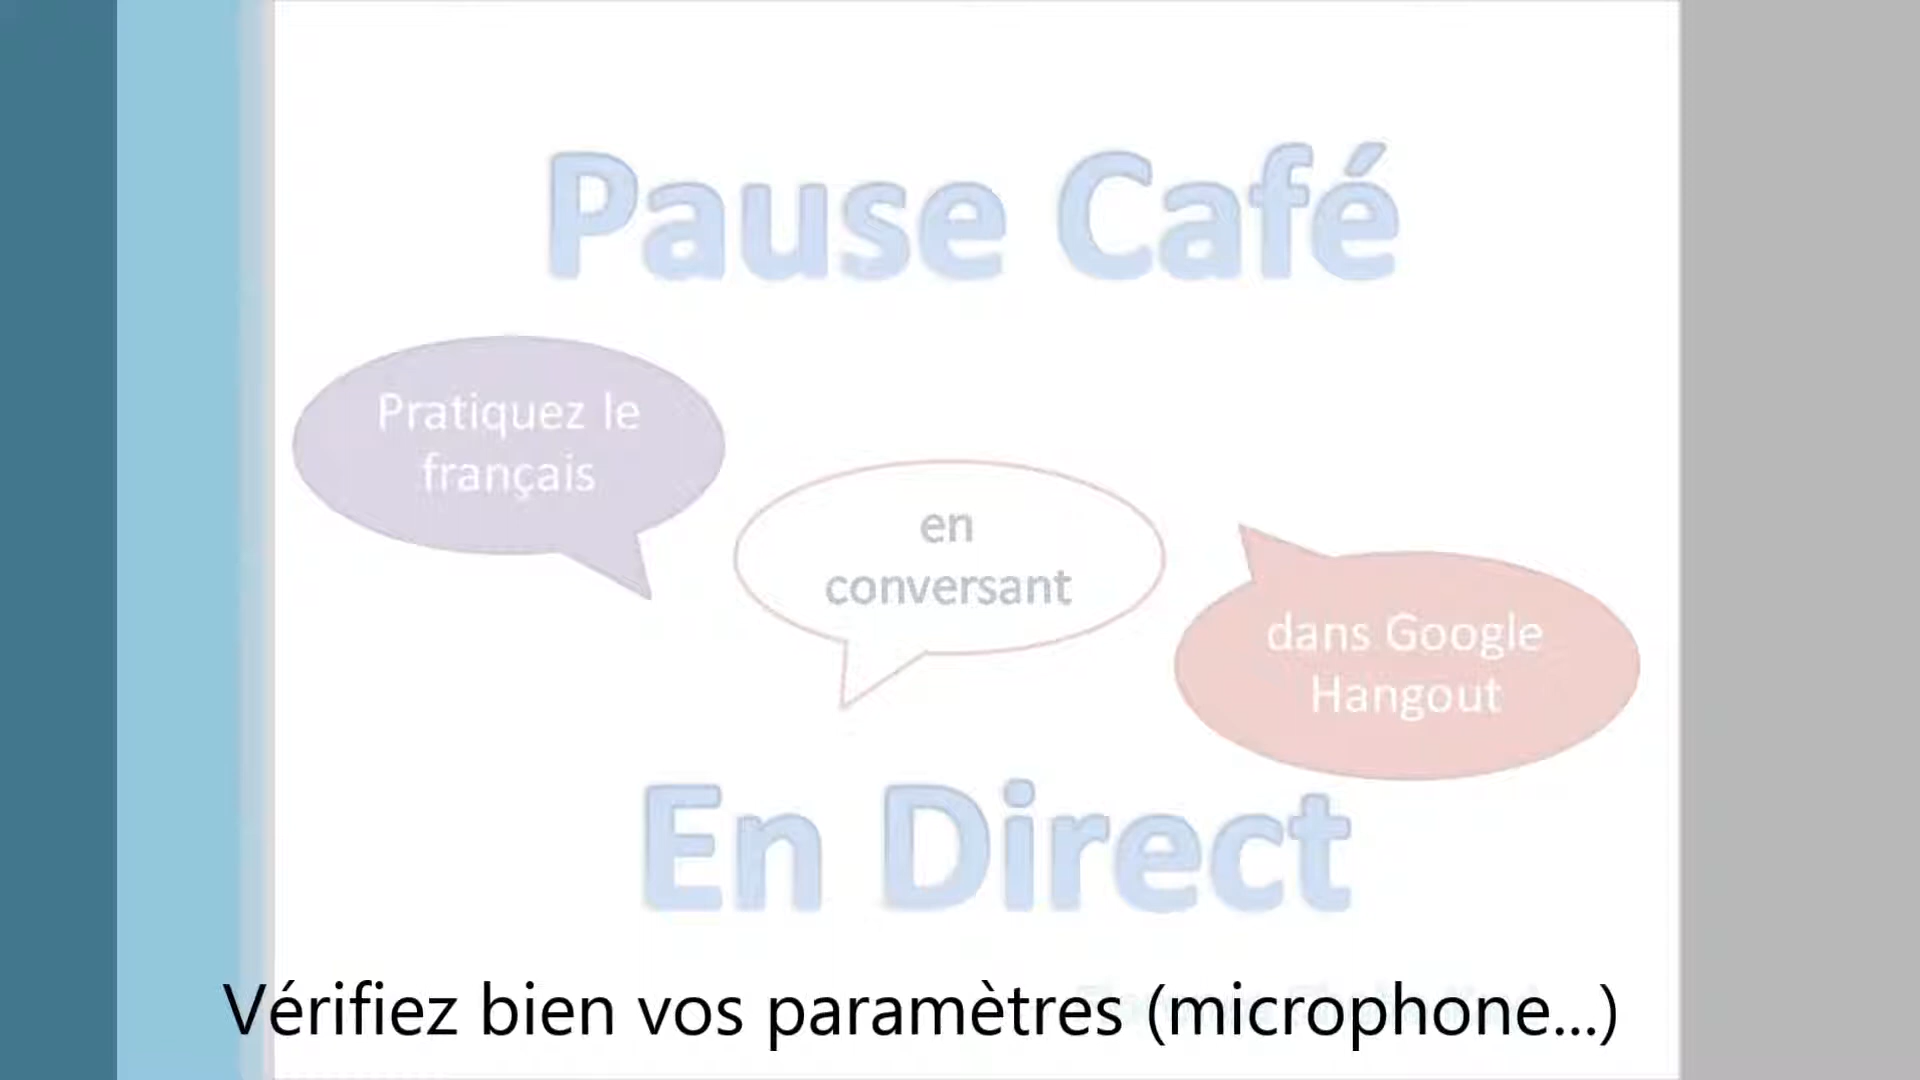 Pause Café
Pratiquez le
français
en
conversant
dans Google
Hangout
En Direct
Vérifiez bien vos paramètres (microphone...)